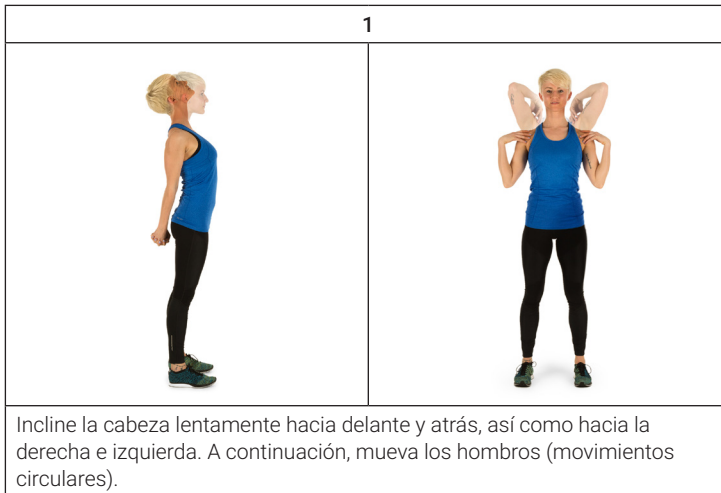 1
Incline la cabeza lentamente hacia delante y atrás, así como hacia la
derecha e izquierda. A continuación, mueva los hombros (movimientos
circulares).